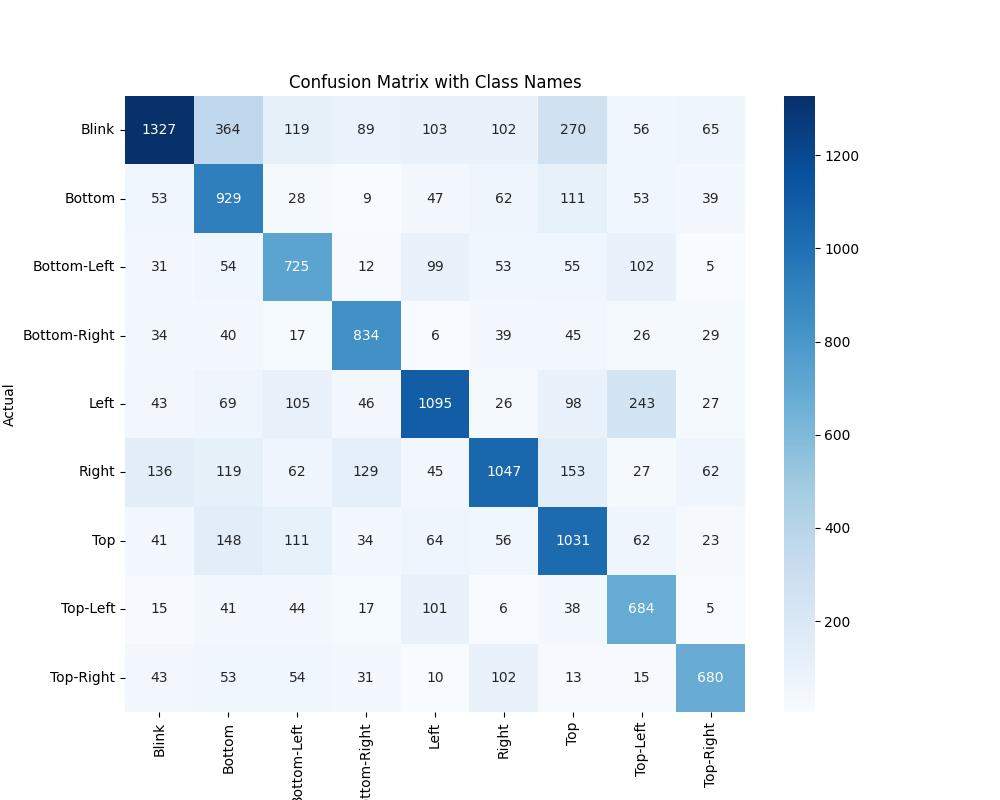 Confusion Matrix with Class Names
Blink 1327 364 119 89 103 102 270 56 65
Bottom 53 929 28 9 47 62 111 53 39
Bottom-Left 31 54 725 12 99 53 55 102 5
Bottom-Right 34 40 17 834 6 39 45 26 29
Left 43 69 105 46 1095 26 98 243 27
Right 136 119 62 129 45 1047 153 27 62
Top 41 148 111 34 64 56 1031 62 23
Top-Left 15 41 44 17 101 6 38 684 5
Top-Right 43 53 54 31 10 102 13 15 680
Actual
Blink
Bottom
ottom-Left
ttom-Right
Left
Right
Top
Top-Left
Top-Right
1200
1000
800
600
400
200